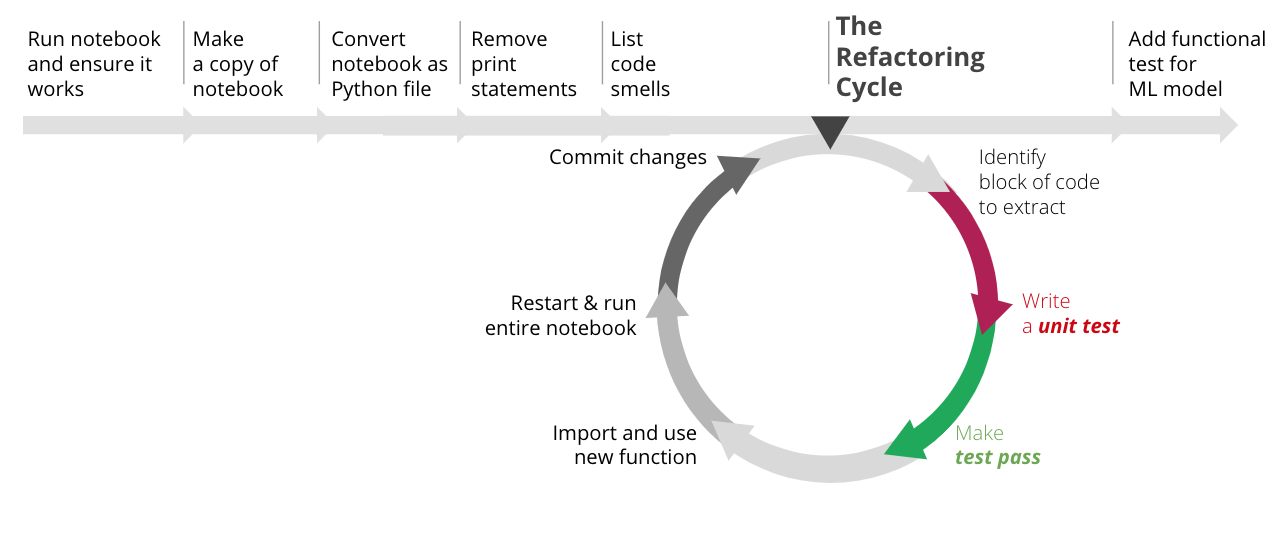 Run notebook
and ensure it
works
Make
a copy of
notebook
Convert
notebook as
Python file
Remove
print
statements
List
code
smells
The
Refactoring
Cycle
Add functional
test for
ML model
Identify
block of code
to extract
Write
a unit test
Make
test pass
Import and use
new function
Restart & run
entire notebook
Commit changes